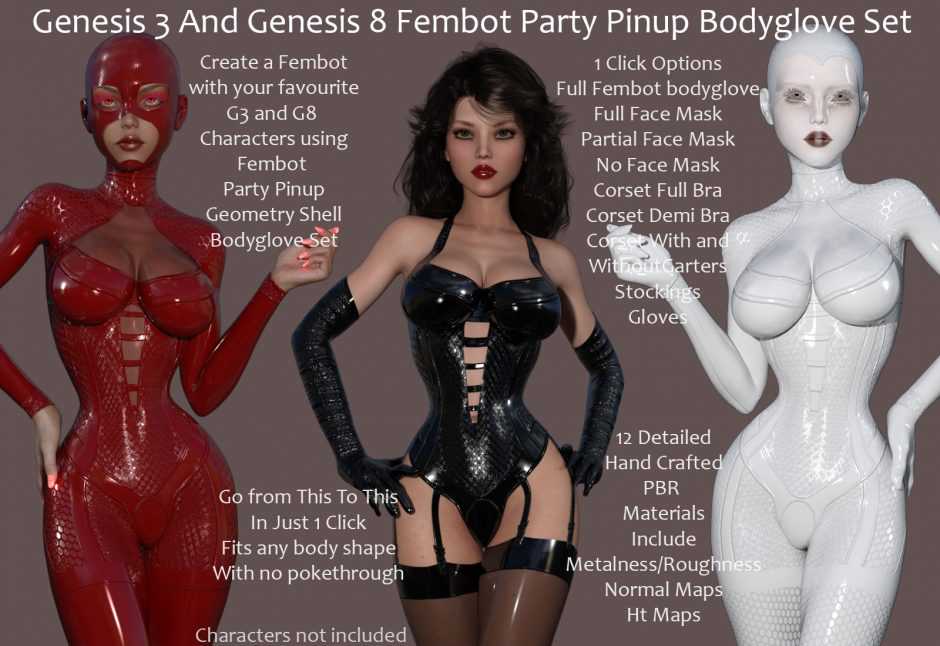 Genesis 3 And Genesis 8 Fembot Party Pinup Bodyglove Set
Create a Fembot
with your favourite
G3 and G8
Characters using
Fembot
Party Pinup
Geometry Shell
Bodyglove Set
1 Click Options
Full Fembot bodyglove
Full Face Mask
Partial Face Mask
No Face Mask
Corset Full Bra
Corset Demi Bra
Corset With and
WithoutGarters
Stockings
Gloves
Go from This To This
In Just 1 Click
Fits any body shape
With no pokethrough
12 Detailed
Hand Crafted
PBR
Materials
Include
Metalness/Roughness
Normal Maps
Ht Maps
Characters not included